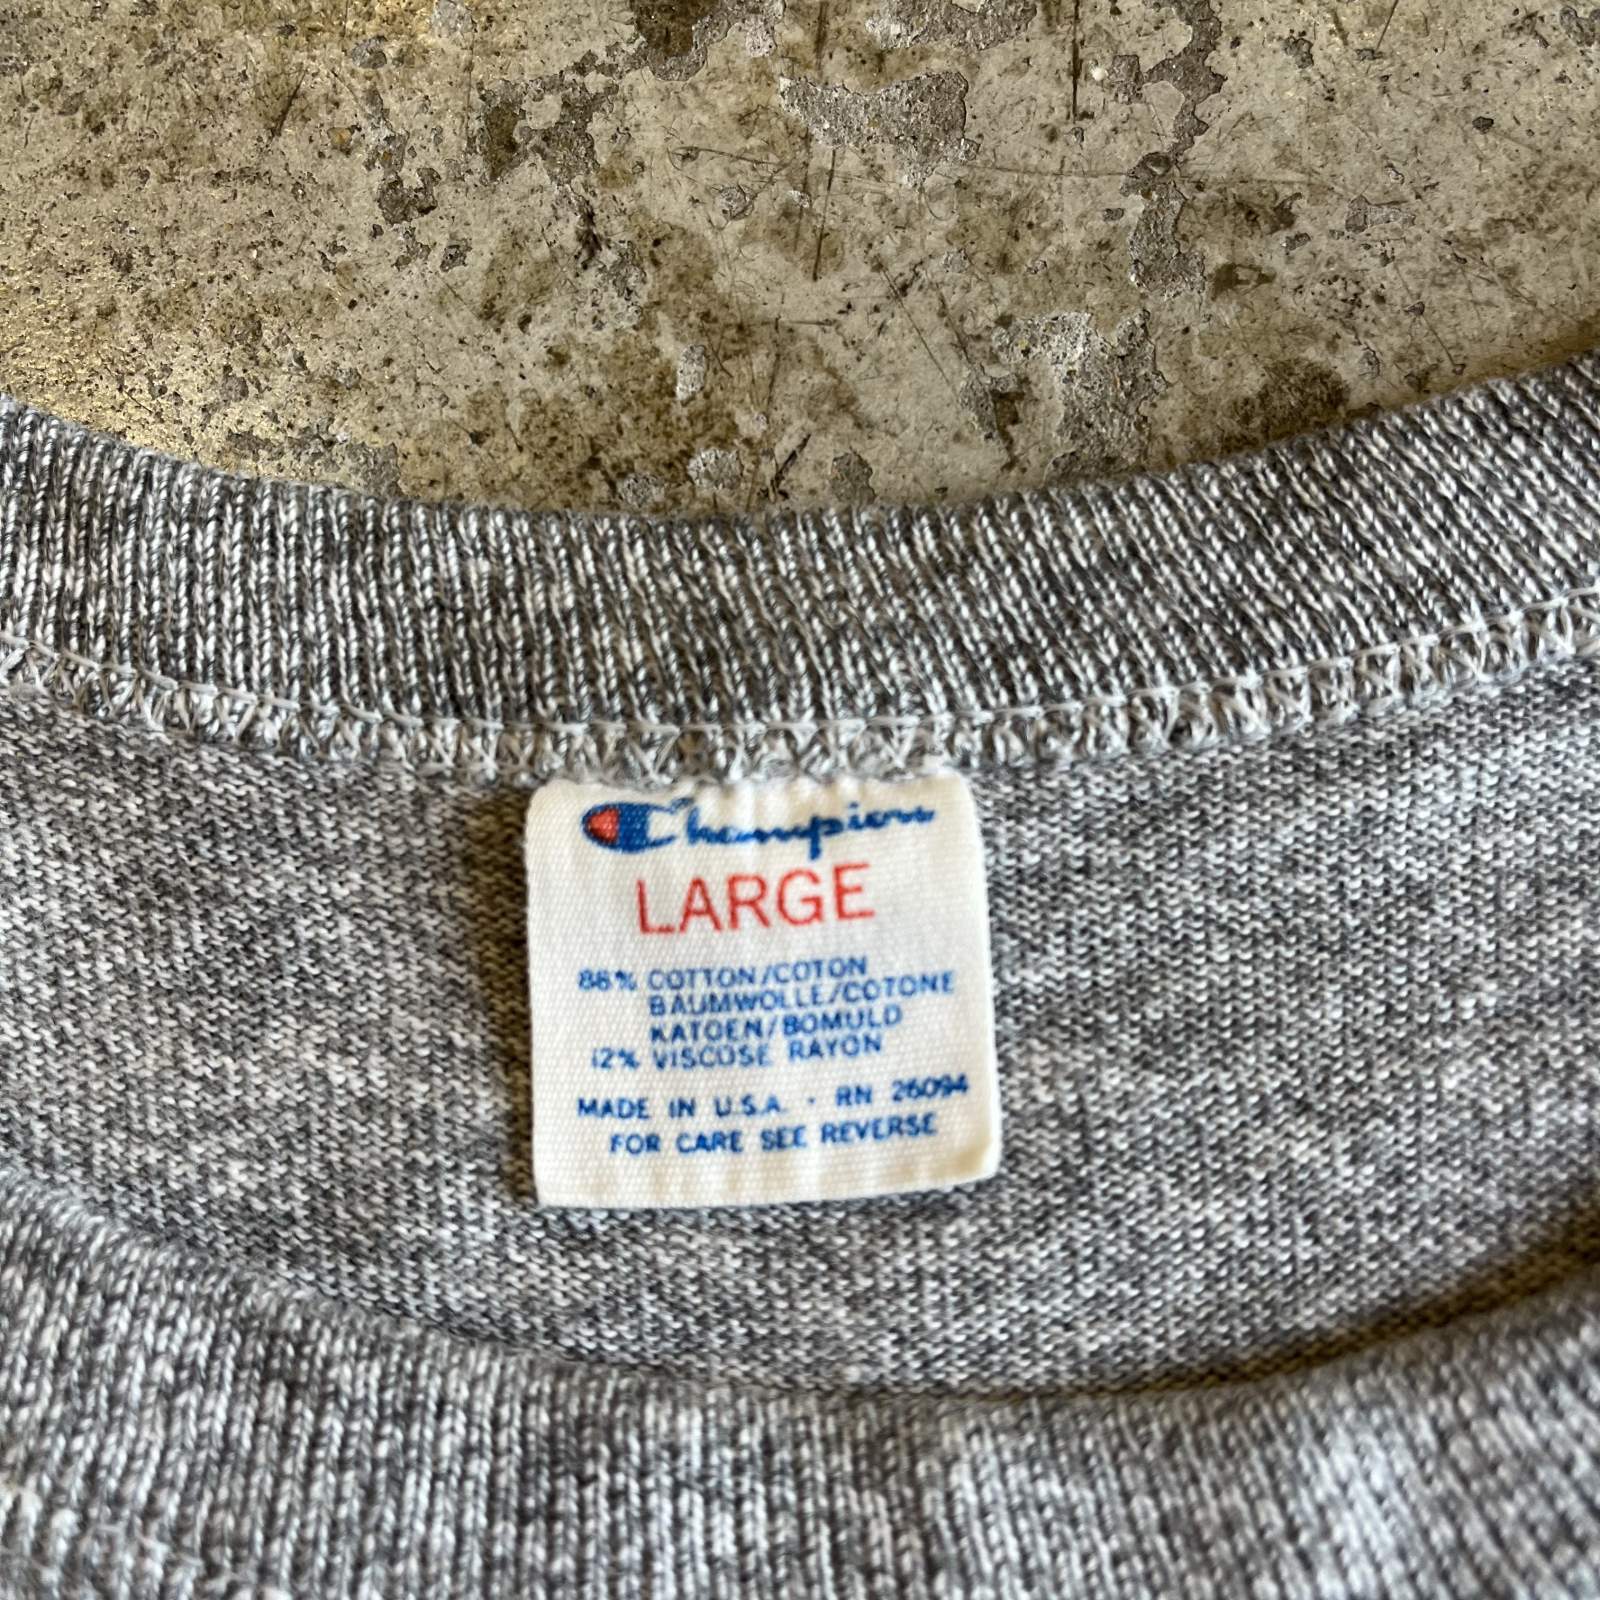 Champion
LARGE
88% COTTON/COTON
BAUMWOLLE/COTONE
KATOEN/BOMULD
12% VISCOSE RAYON
MADE IN U.S.A. · RN 26094
FOR CARE SEE REVERSE